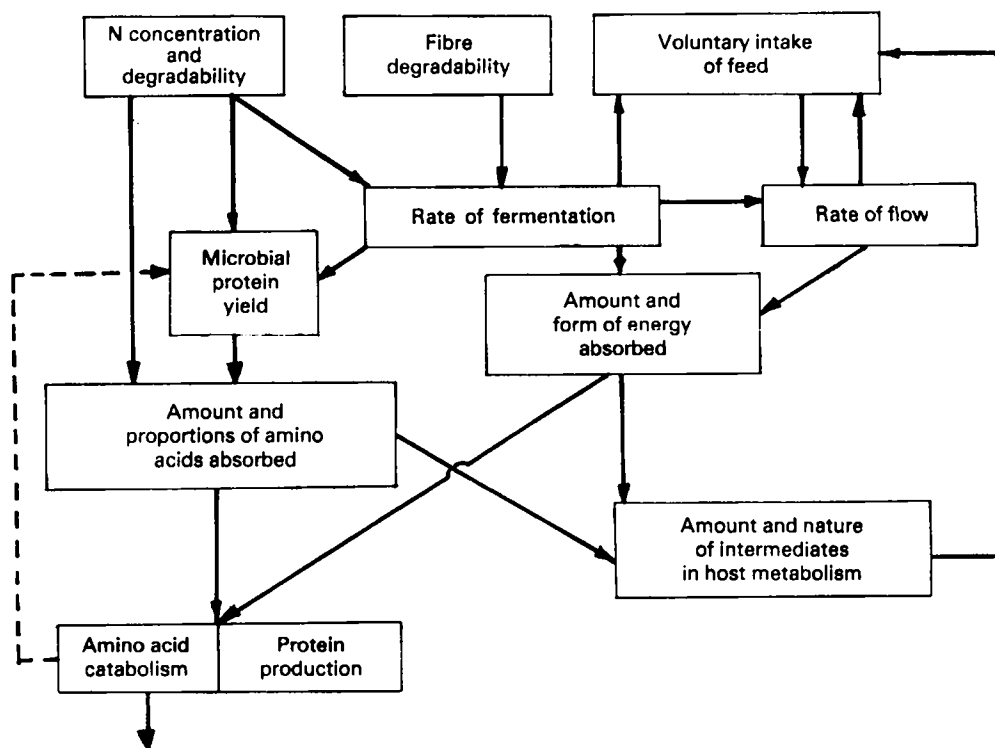 N concentration
and
degradability
Fibre
degradability
Voluntary intake
of feed
Rate of fermentation
Rate of flow
Microbial
protein
yield
Amount and
form of energy
absorbed
Amount and
proportions of amino
acids absorbed
Amount and nature
of intermediates
in host metabolism
Amino acid
catabolism
Protein
production